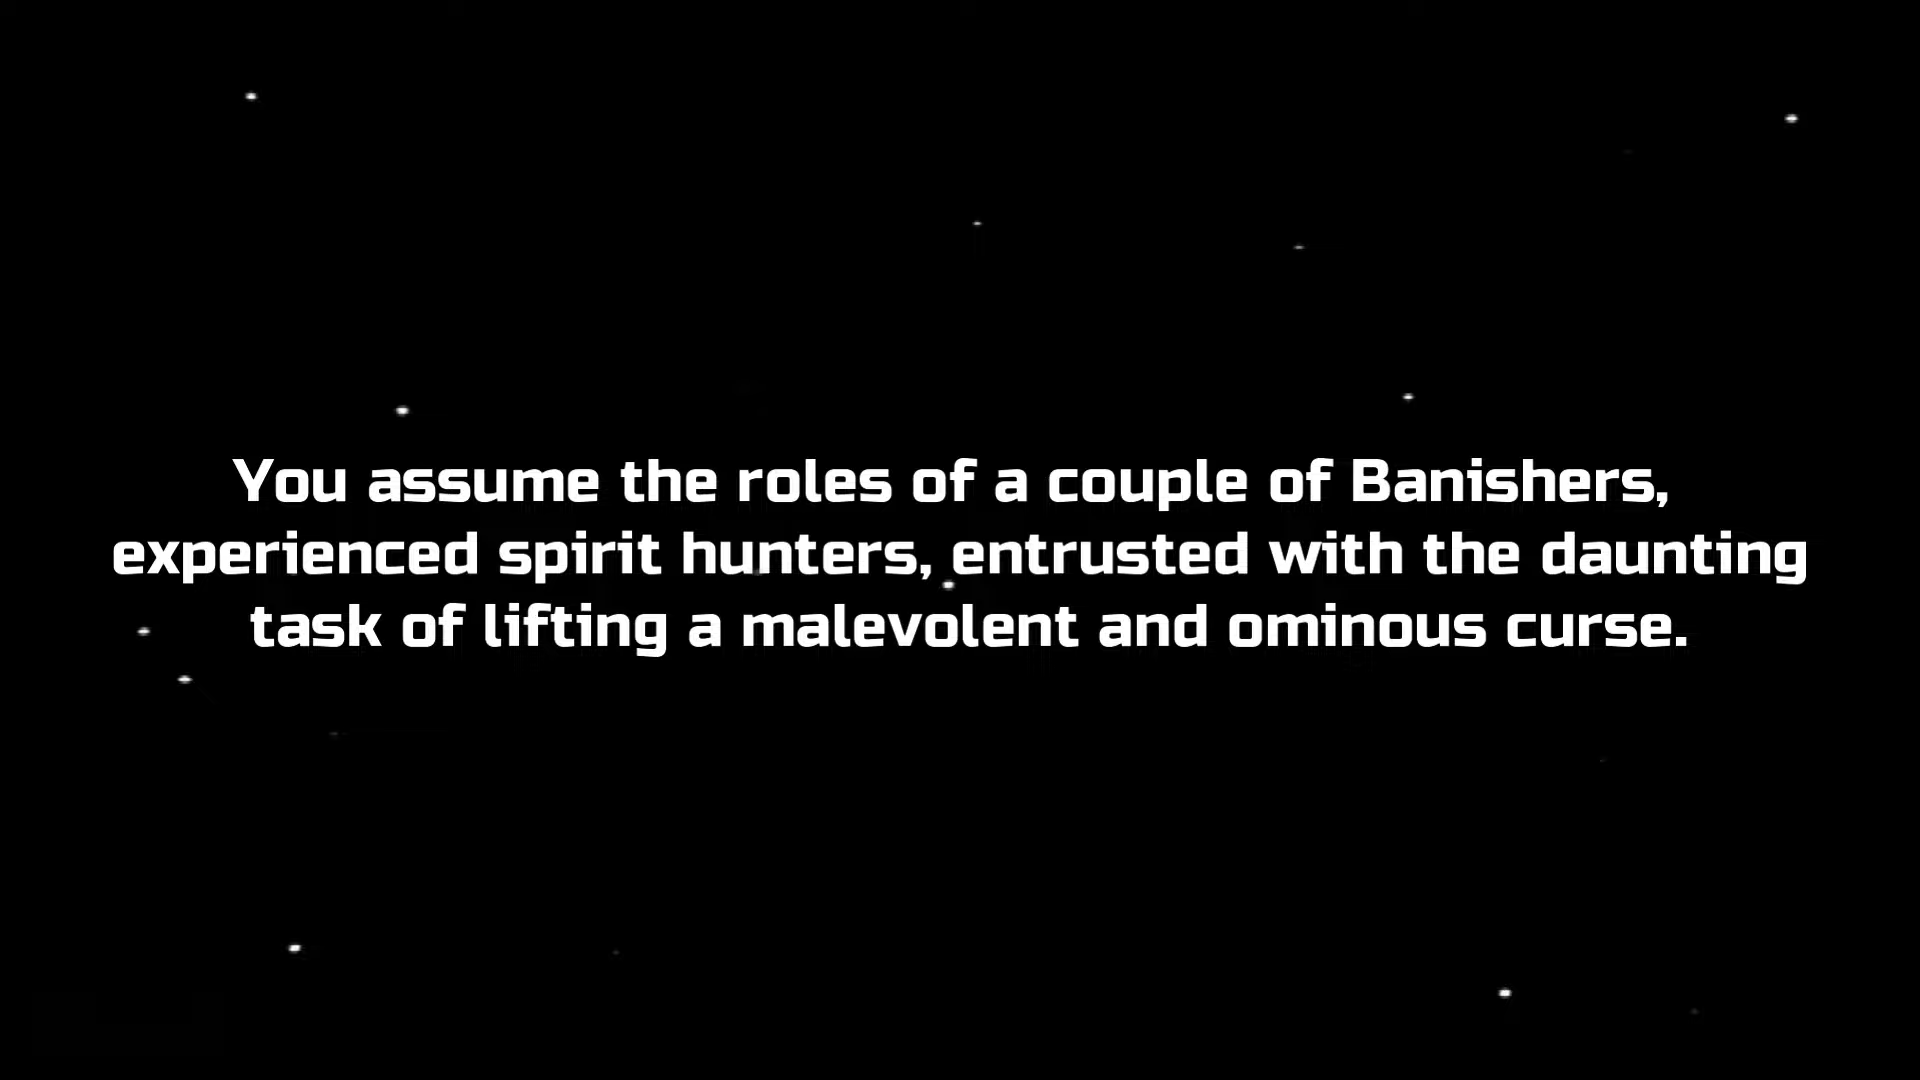 You assume the roles of a couple of Banishers,
experienced spirit hunters, entrusted with the daunting
task of lifting a malevolent and ominous curse.